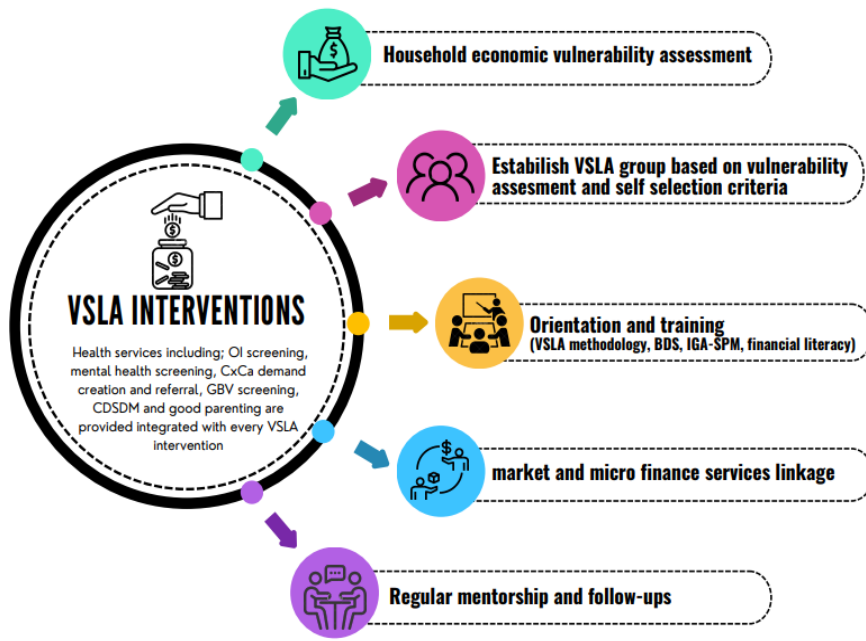 Household economic vulnerability assessment
Estabilish VSLA group based on vulnerability
assesment and self selection criteria
VSLA INTERVENTIONS
Health services including; OI screening,
mental health screening, CxCa demand
creation and referral, GBV screening,
CDSDM and good parenting are
provided integrated with every VSLA
intervention
Orientation and training
(VSLA methodology, BDS, IGA-SPM, financial literacy)
market and micro finance services linkage
Regular mentorship and follow-ups